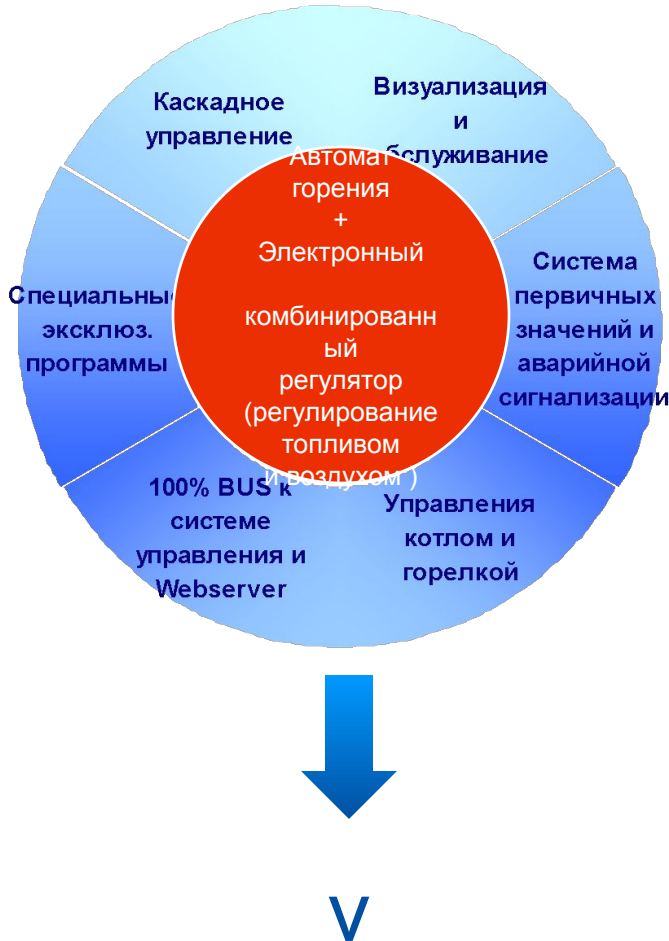 Каскадное
управление
Визуализация
и
бслуживание
Автомат
горения
+
Электронный
комбинированн
ый
регулятор
(регулирование
топливом
и воздухом )
Специальные
эксклюз.
программы
Система
первичных
значений и
аварийной
сигнализации
100% BUS к
системе
управления и
Webserver
Управления
котлом и
горелкой
V